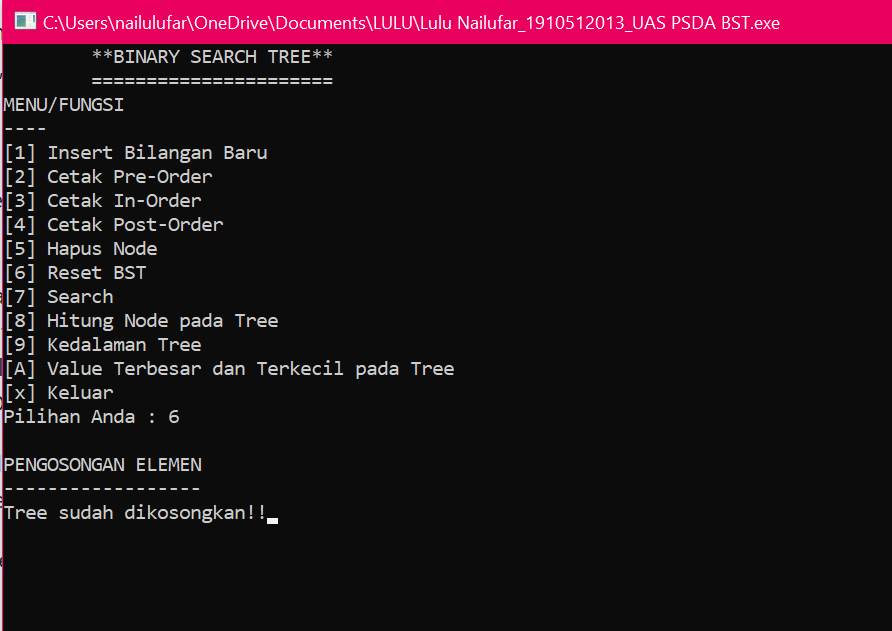 C:\Users\nailulufar\OneDrive\Documents\LULU\Lulu Nailufar_1910512013_UAS PSDA BST.exe
**BINARY SEARCH TREE**
======================
MENU/FUNGSI
----
[1] Insert Bilangan Baru
[2] Cetak Pre-Order
[3] Cetak In-Order
[4] Cetak Post-Order
[5] Hapus Node
[6] Reset BST
[7] Search
[8] Hitung Node pada Tree
[9] Kedalaman Tree
[A] Value Terbesar dan Terkecil pada Tree
[x] Keluar
Pilihan Anda : 6
PENGOSONGAN ELEMEN
------------------
Tree sudah dikosongkan!!